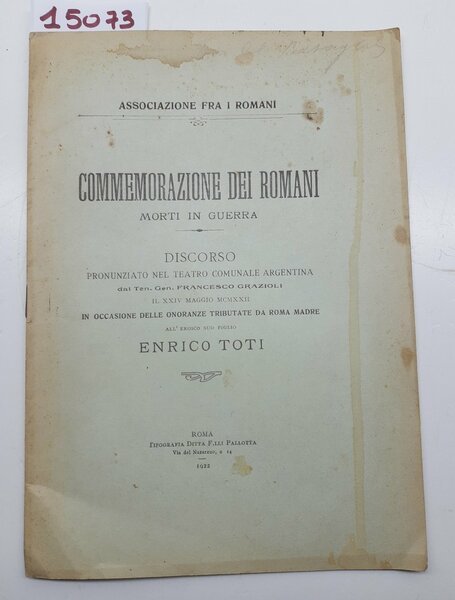 15073
ASSOCIAZIONE FRA I ROMANI
COMMEMORAZIONE DEI ROMANI
MORTI IN GUERRA
DISCORSO
PRONUNZIATO NEL TEATRO COMUNALE ARGENTINA
dal Ten. Gen. FRANCESCO GRAZIOLI
IL XXIV MAGGIO MCMXXII
IN OCCASIONE DELLE ONORANZE TRIBUTATE DA ROMA MADRE
ALL'EROICO SUO FIGLIO
ENRICO TOTI
ROMA
TIPOGRAFIA DITTA F.LLI PALLOTTA
Via del Nazareno, 14
1922